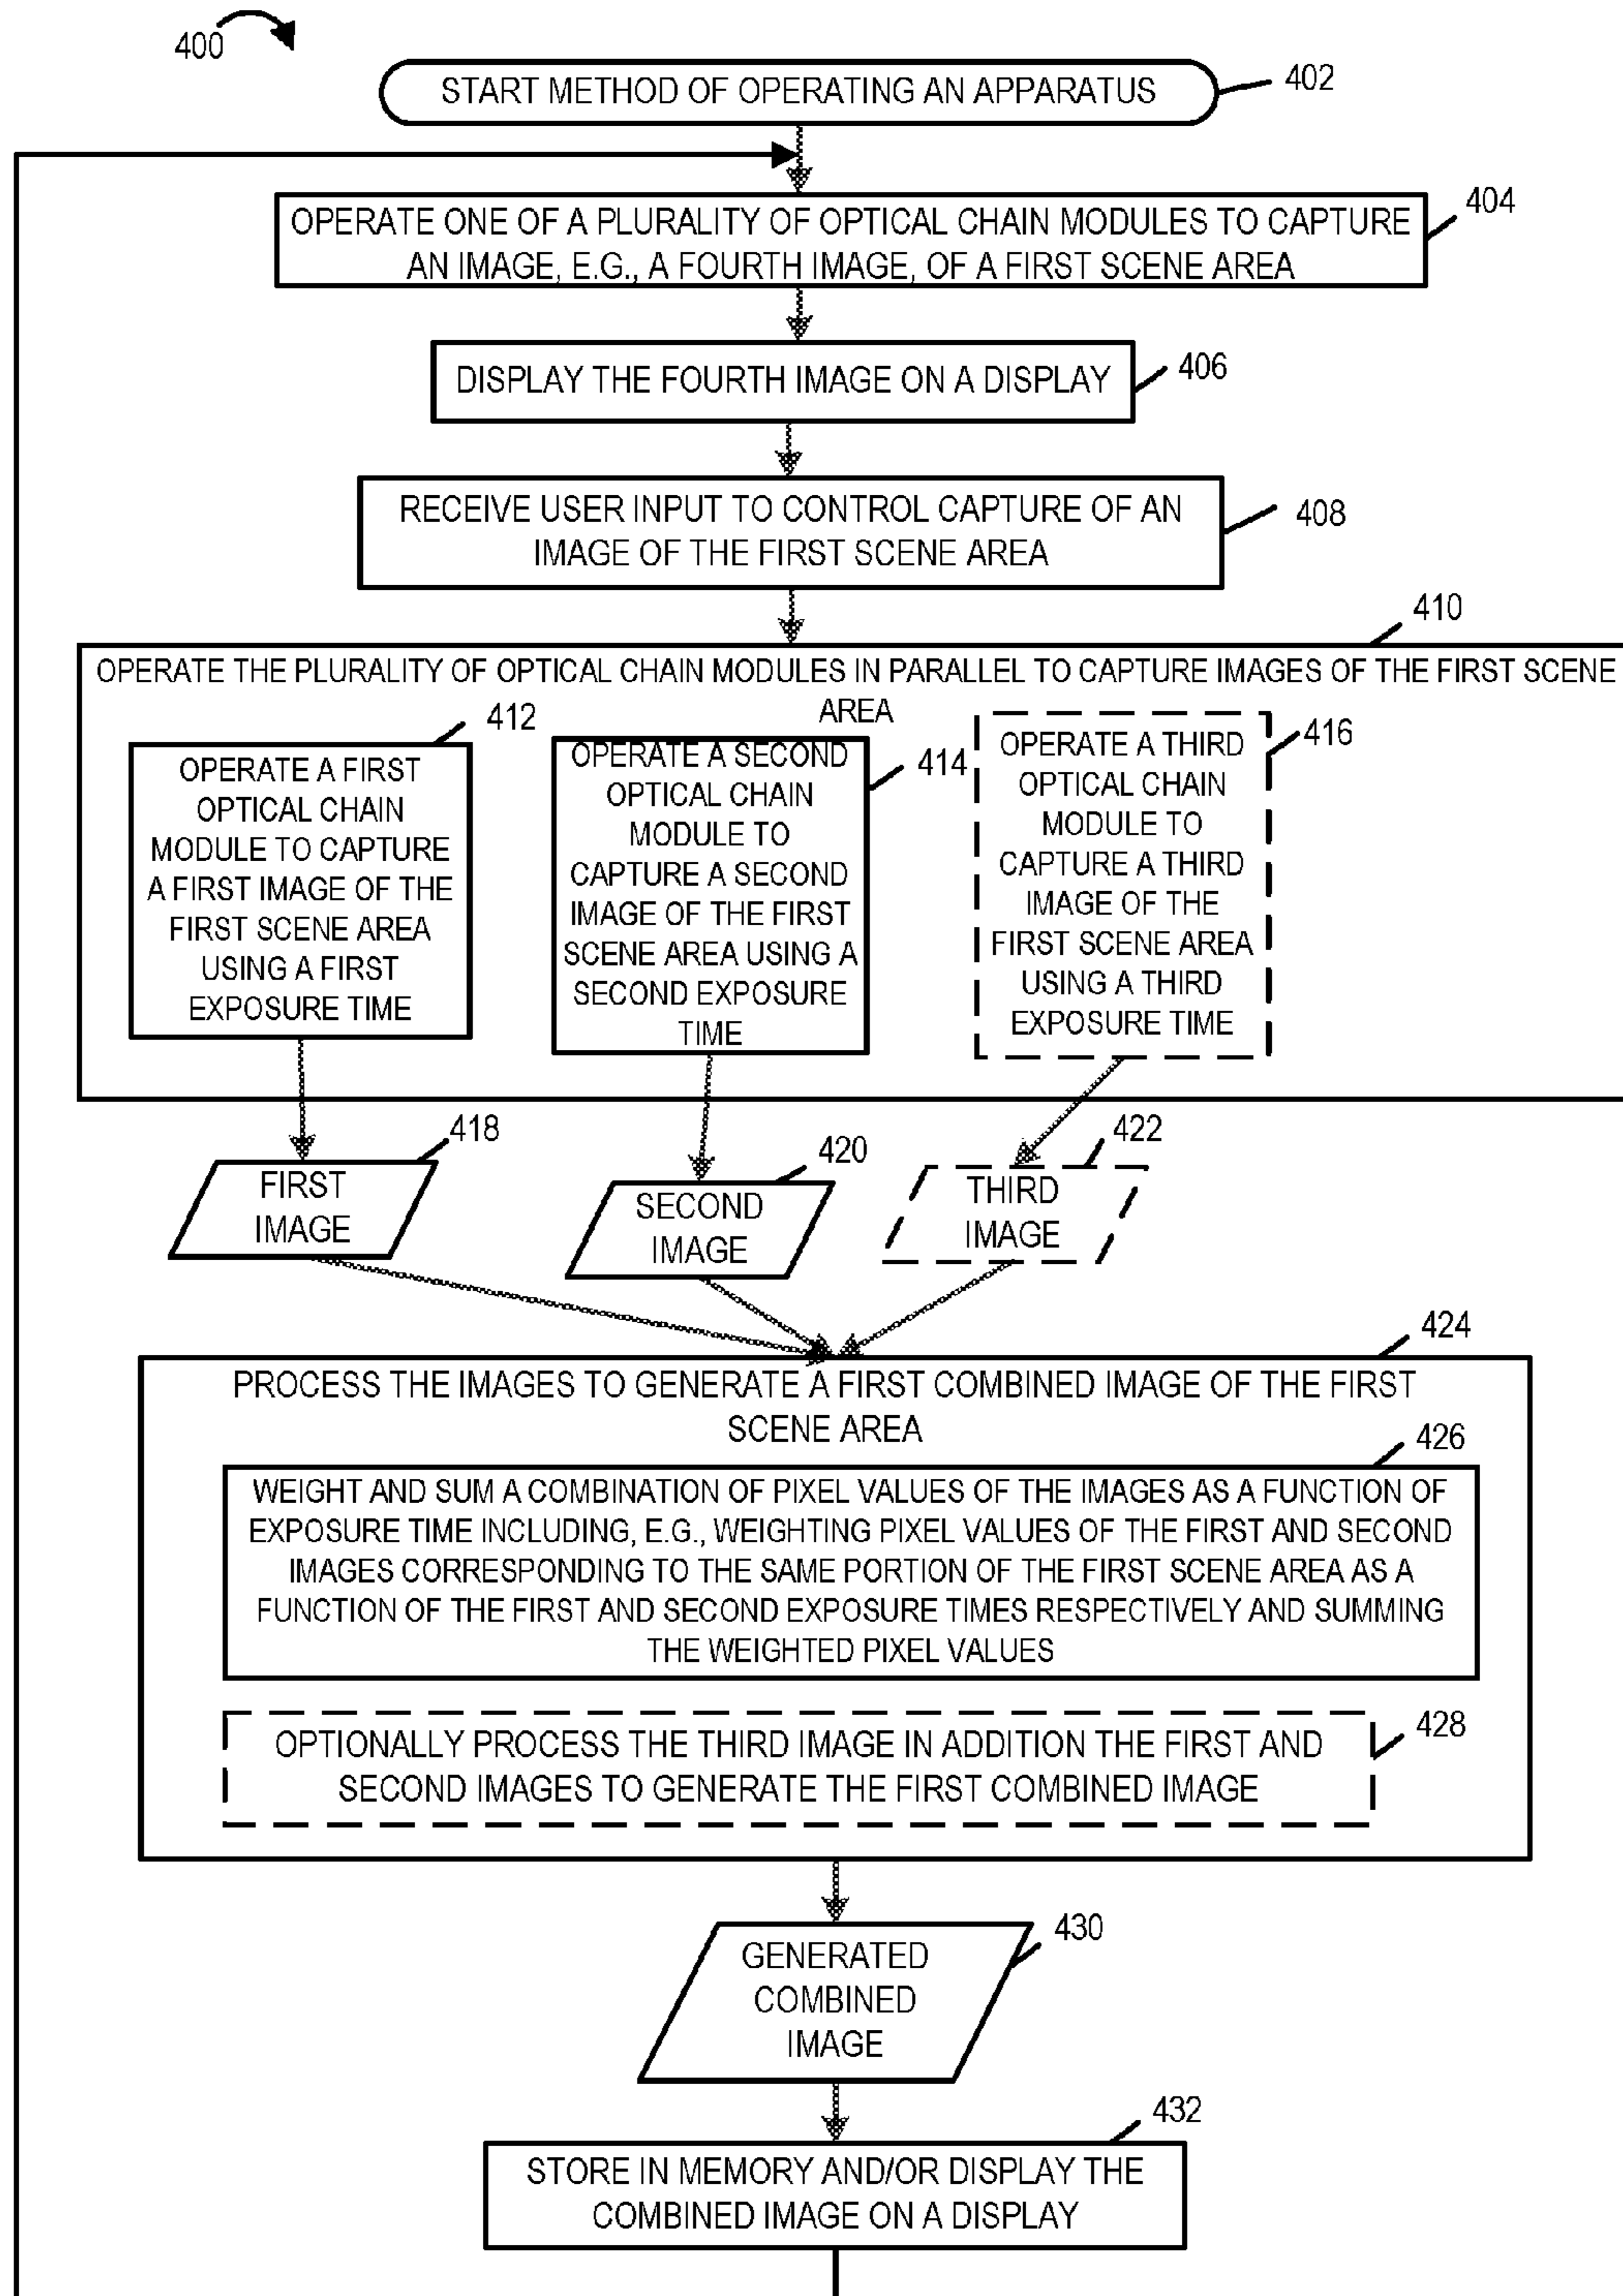 400
START METHOD OF OPERATING AN APPARATUS
402
OPERATE ONE OF A PLURALITY OF OPTICAL CHAIN MODULES TO CAPTURE
AN IMAGE, E.G., A FOURTH IMAGE, OF A FIRST SCENE AREA
404
DISPLAY THE FOURTH IMAGE ON A DISPLAY
406
RECEIVE USER INPUT TO CONTROL CAPTURE OF AN
IMAGE OF THE FIRST SCENE AREA
408
410
OPERATE THE PLURALITY OF OPTICAL CHAIN MODULES IN PARALLEL TO CAPTURE IMAGES OF THE FIRST SCENE
AREA
412
OPERATE A FIRST
OPTICAL CHAIN
MODULE TO CAPTURE
A FIRST IMAGE OF THE
FIRST SCENE AREA
USING A FIRST
EXPOSURE TIME
414
OPERATE A SECOND
OPTICAL CHAIN
MODULE TO
CAPTURE A SECOND
IMAGE OF THE FIRST
SCENE AREA USING A
SECOND EXPOSURE
TIME
416
OPERATE A THIRD
OPTICAL CHAIN
MODULE TO
CAPTURE A THIRD
IMAGE OF THE
FIRST SCENE AREA
USING A THIRD
EXPOSURE TIME
418
FIRST
IMAGE
420
SECOND
IMAGE
422
THIRD
IMAGE
424
PROCESS THE IMAGES TO GENERATE A FIRST COMBINED IMAGE OF THE FIRST
SCENE AREA
426
WEIGHT AND SUM A COMBINATION OF PIXEL VALUES OF THE IMAGES AS A FUNCTION OF
EXPOSURE TIME INCLUDING, E.G., WEIGHTING PIXEL VALUES OF THE FIRST AND SECOND
IMAGES CORRESPONDING TO THE SAME PORTION OF THE FIRST SCENE AREA AS A
FUNCTION OF THE FIRST AND SECOND EXPOSURE TIMES RESPECTIVELY AND SUMMING
THE WEIGHTED PIXEL VALUES
428
OPTIONALLY PROCESS THE THIRD IMAGE IN ADDITION THE FIRST AND
SECOND IMAGES TO GENERATE THE FIRST COMBINED IMAGE
430
GENERATED
COMBINED
IMAGE
432
STORE IN MEMORY AND/OR DISPLAY THE
COMBINED IMAGE ON A DISPLAY